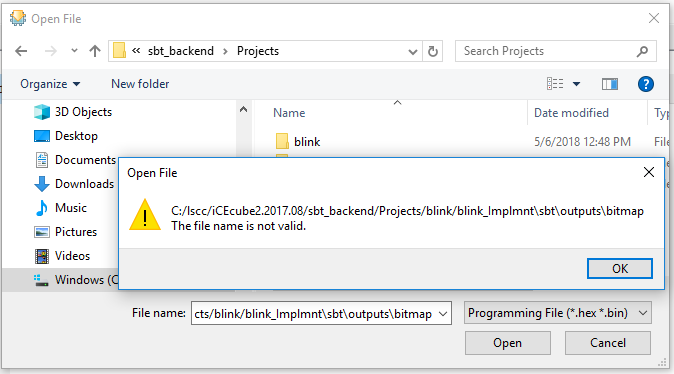 Open File
« sbt_backend › Projects
Search Projects
Organize
New folder
3D Objects
Desktop
Documents
Downloads
Music
Pictures
Videos
Windows (C
Name
Date modified
Ty
blink
5/6/2018 12:48 PM
File
Open File
C:/lscc/iCEcube2.2017.08/sbt_backend/Projects/blink/blink_Implmnt\sbt\outputs\bitmap
The file name is not valid.
OK
File name:
cts/blink/blink_Implmnt\sbt\outputs\bitmap
Programming File (*.hex *.bin)
Open
Cancel